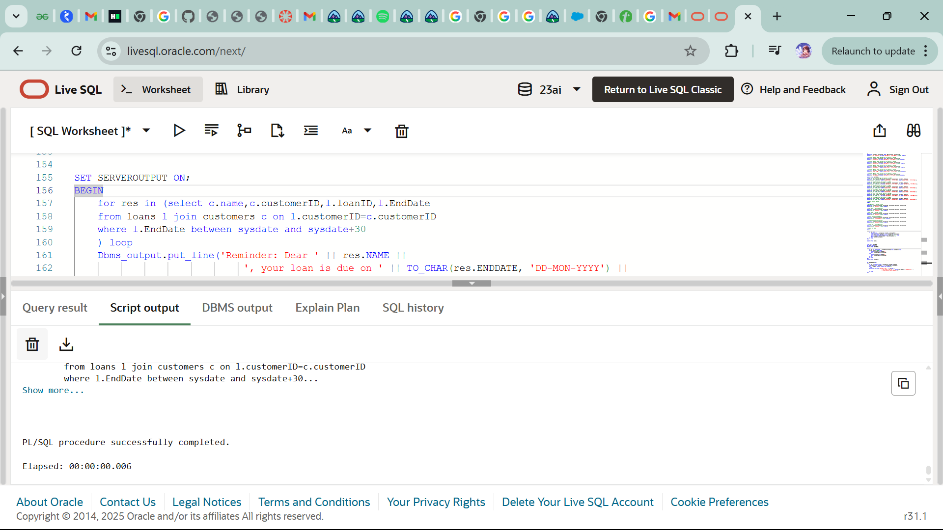 livesql.oracle.com/next/
Relaunch to update
Live SQL
Worksheet
Library
23ai
Return to Live SQL Classic
Help and Feedback
Sign Out
[ SQL Worksheet ]*
Aa
154
155 SET SERVEROUTPUT ON;
156 BEGIN
157 for res in (select c.name,c.customerID,l.loanID,l.EndDate
158 from loans l join customers c on l.customerID=c.customerID
159 where l.EndDate between sysdate and sysdate+30
160 ) loop
161 Dbms_output.put_line('Reminder: Dear ' || res.NAME ||
162 ', your loan is due on ' || TO_CHAR(res.ENDDATE, 'DD-MON-YYYY') ||
Query result
Script output
DBMS output
Explain Plan
SQL history
from loans l join customers c on l.customerID=c.customerID
where l.EndDate between sysdate and sysdate+30...
Show more...
PL/SQL procedure successfully completed.
Elapsed: 00:00:00.006
About Oracle
Contact Us
Legal Notices
Terms and Conditions
Your Privacy Rights
Delete Your Live SQL Account
Cookie Preferences
Copyright © 2014, 2025 Oracle and/or its affiliates All rights reserved.
r31.1